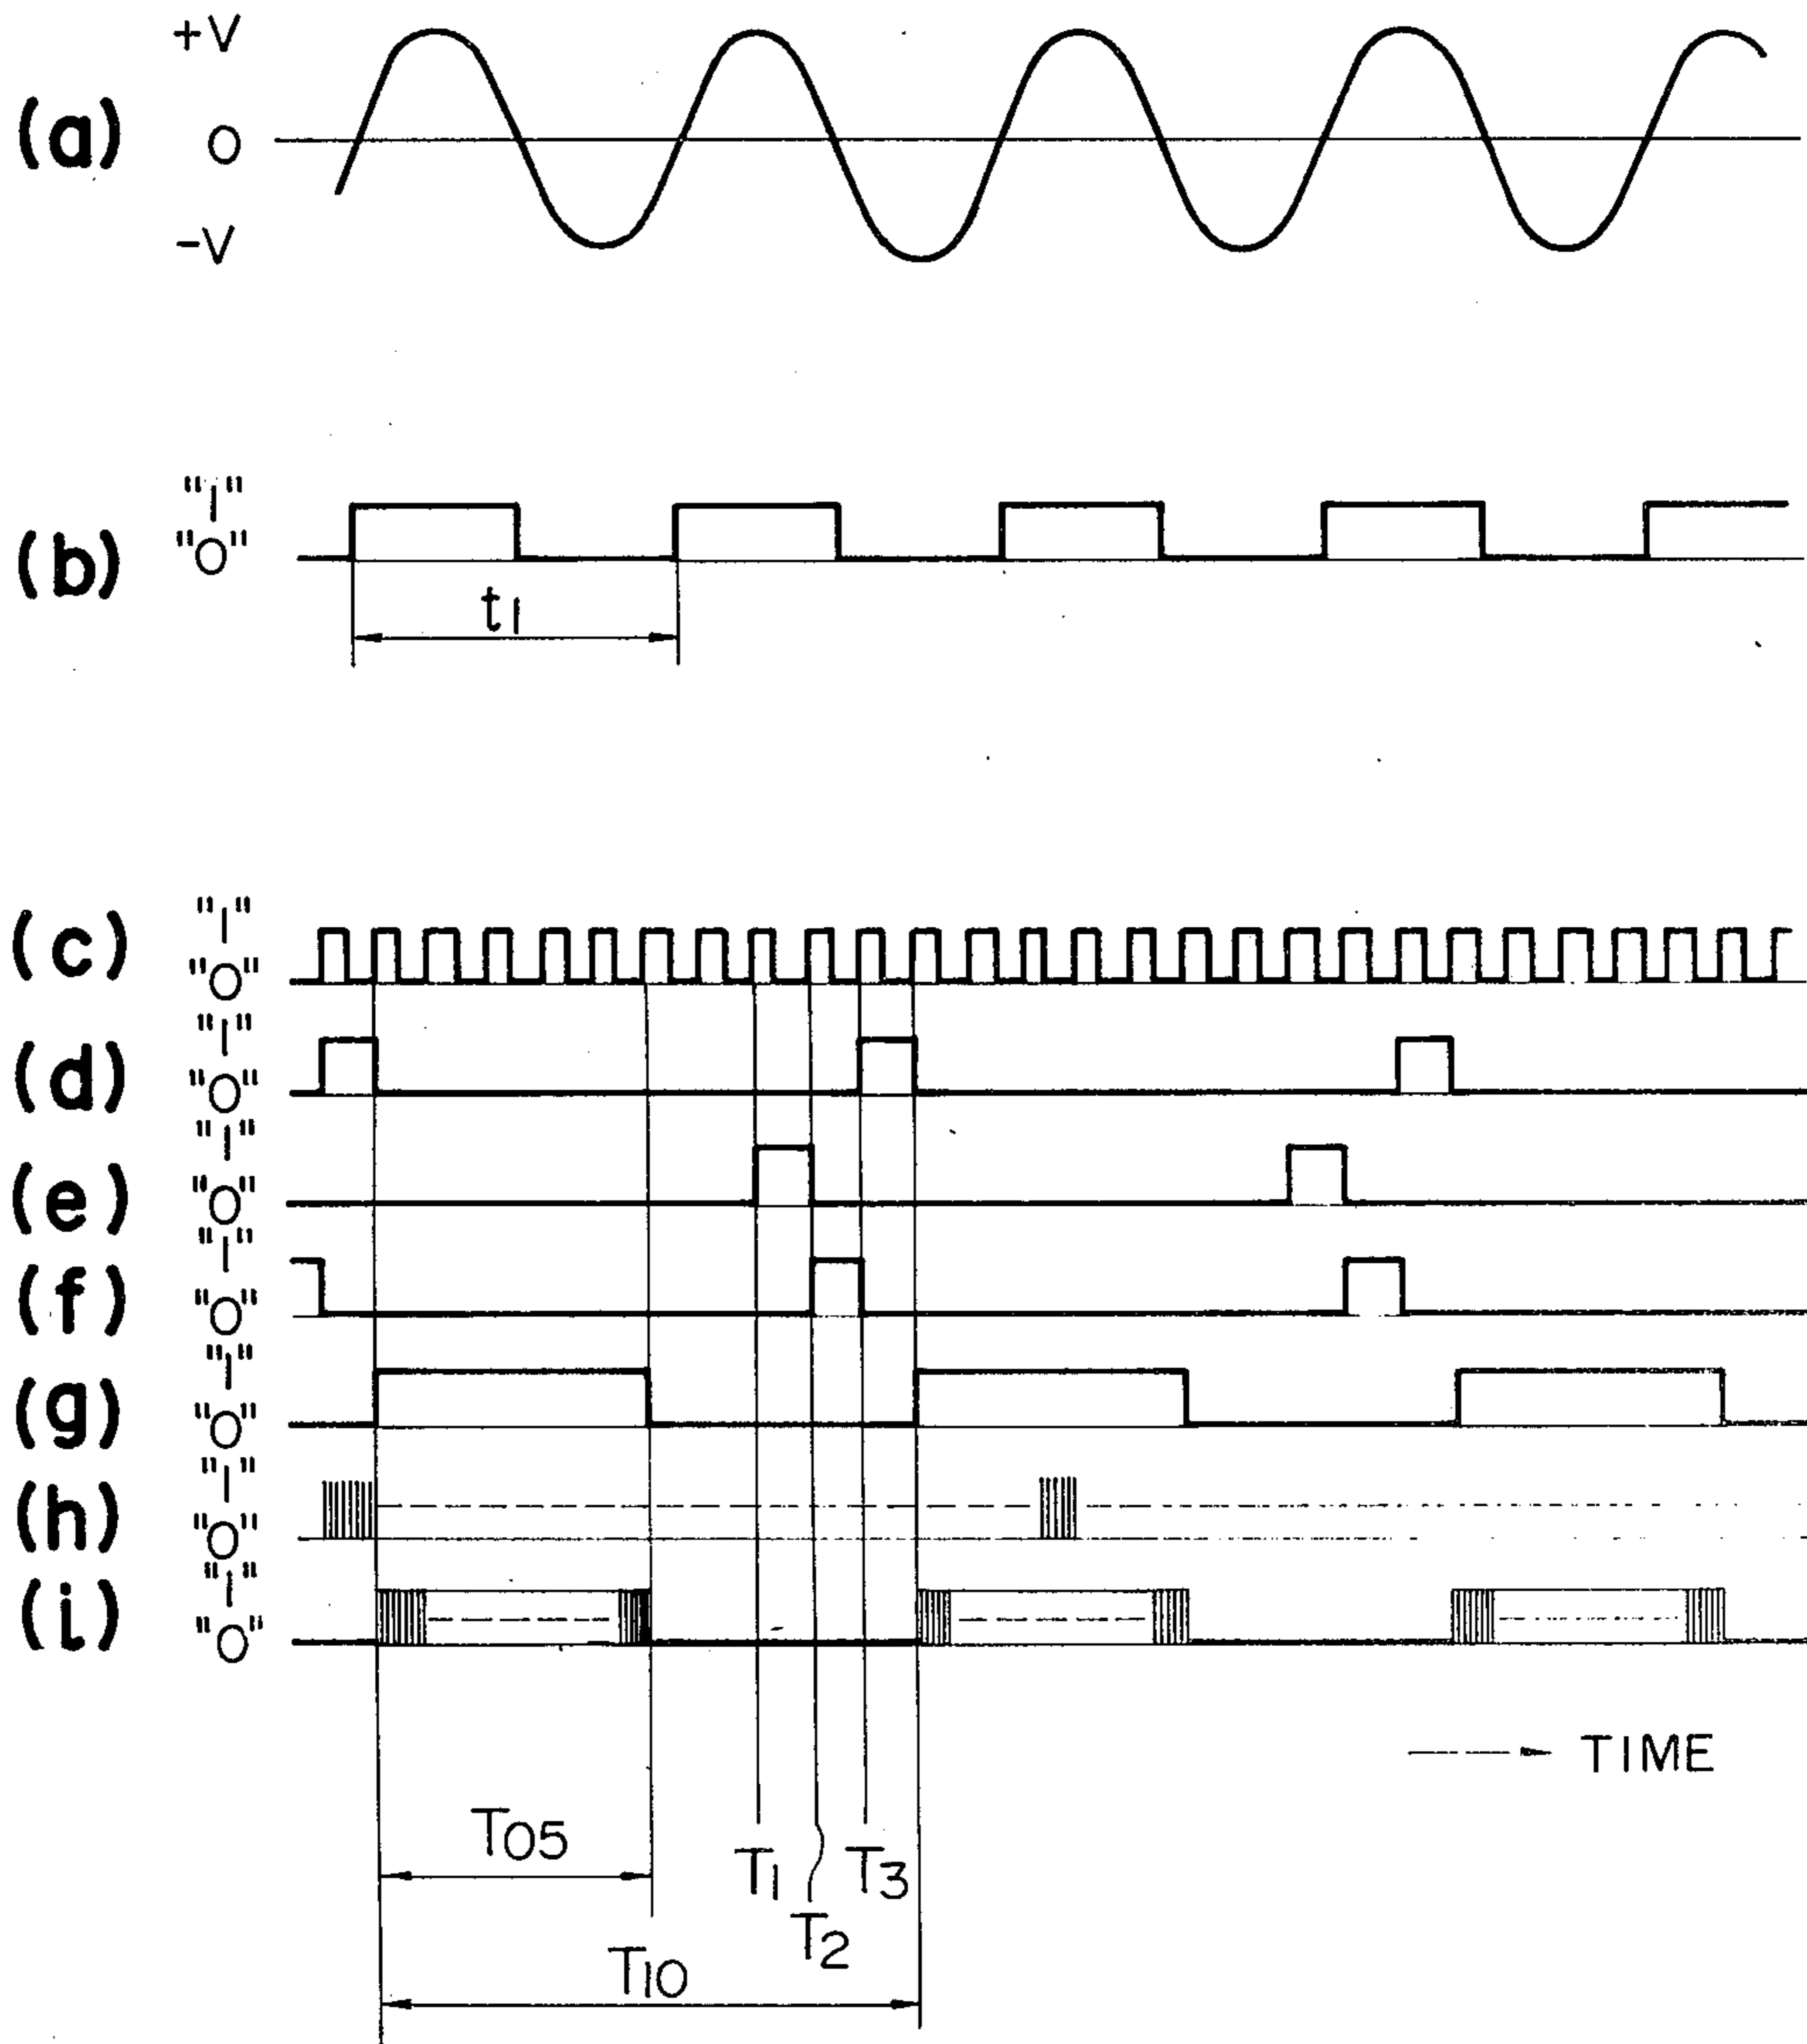 +V
(a) 0
-V
"1"
(b) "0"
t1
(c) "1"
"0"
(d) "1"
"0"
(e) "1"
"0"
(f) "1"
"0"
(g) "1"
"0"
(h) "1"
"0"
(i) "1"
"0"
TIME
T05
T1 T3
T2
T10